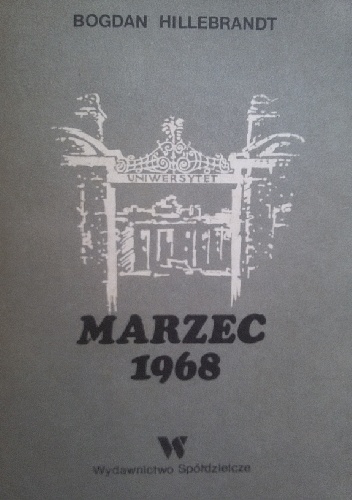 BOGDAN HILLEBRANDT
UNIWERSYTET
MARZEC
1968
W
Wydawnictwo Spółdzielcze